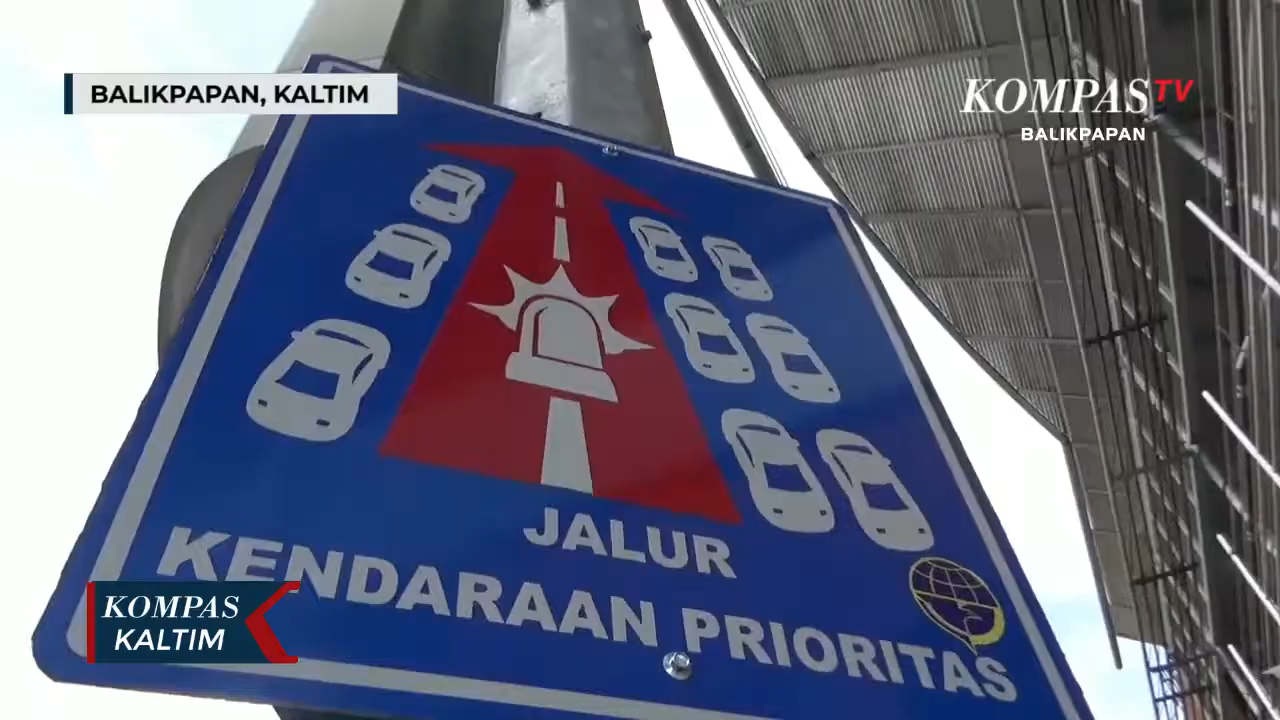 BALIKPAPAN, KALTIM
KOMPASTV
BALIKPAPAN
JALUR
KENDARAAN PRIORITAS
KOMPAS
KALTIM